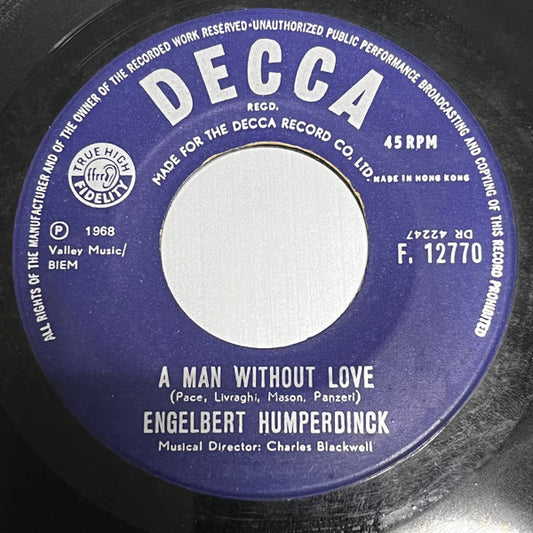 ALL RIGHTS OF THE MANUFACTURER AND OF THE OWNER OF THE RECORDED WORK RESERVED·UNAUTHORIZED PUBLIC PERFORMANCE BROADCASTING AND COPYING OF THIS RECORD PROHIBITED
DECCA
REGD.
MADE FOR THE DECCA RECORD CO. LTD.
45 RPM
MADE IN HONG KONG
TRUE HIGH
ffrr
FIDELITY
Ⓟ 1968
Valley Music/
BIEM
DR 42247
F. 12770
A MAN WITHOUT LOVE
(Pace, Livraghi, Mason, Panzeri)
ENGELBERT HUMPERDINCK
Musical Director: Charles Blackwell